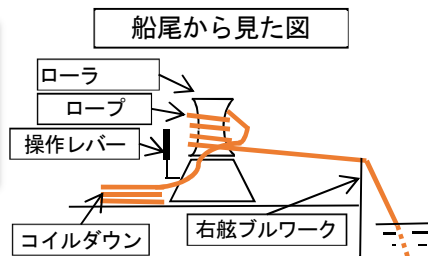 船尾から見た図
ローラ
ロープ
操作レバー
コイルダウン
右舷ブルワーク